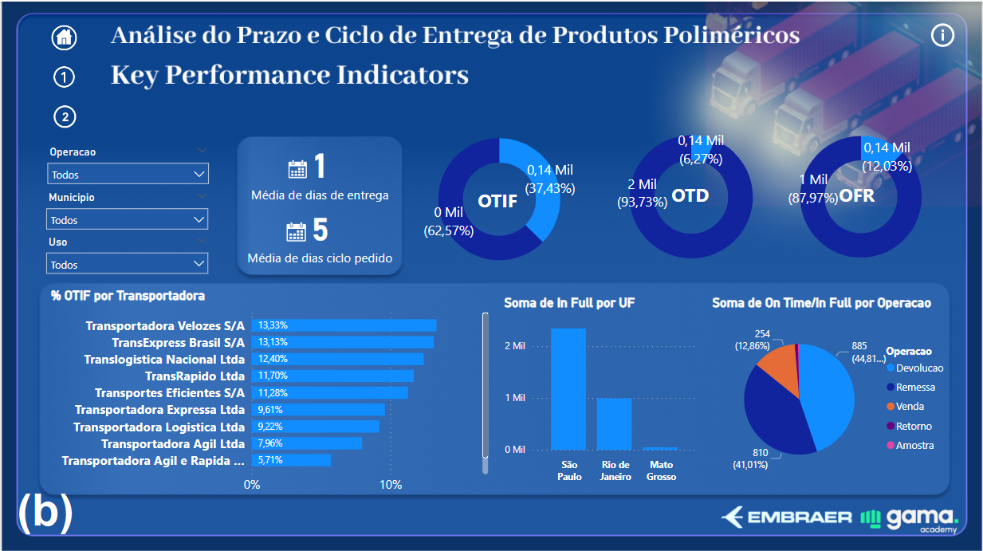 Análise do Prazo e Ciclo de Entrega de Produtos Poliméricos
i
Key Performance Indicators
1
2
Operacao
Todos
Municipio
Todos
Uso
Todos
1
Média de dias de entrega
5
Média de dias ciclo pedido
0,14 Mil
(37,43%)
OTIF
0 Mil
(62,57%)
0,14 Mil
(6,27%)
2 Mil
(93,73%)
OTD
0,14 Mil
(12,03%)
1 Mil
(87,97%)
OFR
% OTIF por Transportadora
Transportadora Velozes S/A 13,33%
TransExpress Brasil S/A 13,13%
Translogística Nacional Ltda 12,40%
TransRapido Ltda 11,70%
Transportes Eficientes S/A 11,28%
Transportadora Expressa Ltda 9,61%
Transportadora Logistica Ltda 9,22%
Transportadora Agil Ltda 7,96%
Transportadora Agil e Rapida ... 5,71%
0% 10%
Soma de In Full por UF
2 Mil
1 Mil
0 Mil
São Paulo
Rio de Janeiro
Mato Grosso
Soma de On Time/In Full por Operacao
254
(12,86%)
885
(44,81...)
810
(41,01%)
Operacao
Devolucao
Remessa
Venda
Retorno
Amostra
(b)
EMBRAER
gama.
academy